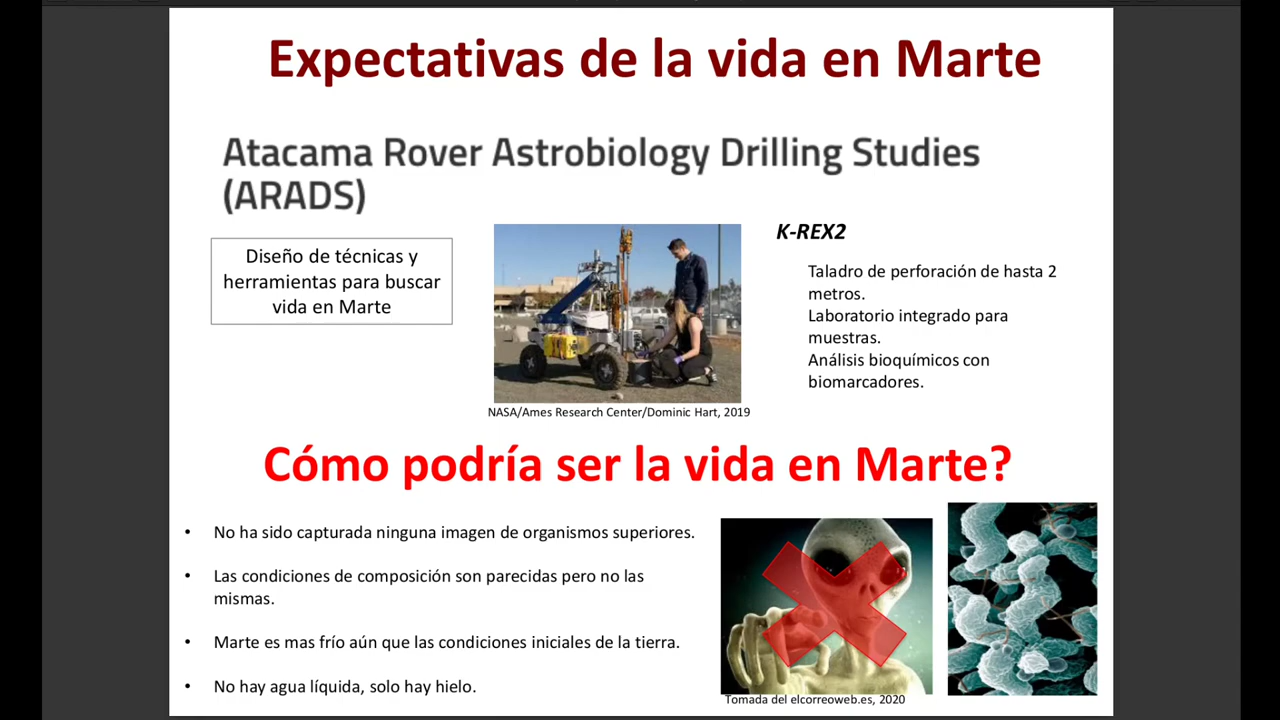 Expectativas de la vida en Marte
Atacama Rover Astrobiology Drilling Studies
(ARADS)
Diseño de técnicas y
herramientas para buscar
vida en Marte
NASA/Ames Research Center/Dominic Hart, 2019
K-REX2
Taladro de perforación de hasta 2
metros.
Laboratorio integrado para
muestras.
Análisis bioquímicos con
biomarcadores.
Cómo podría ser la vida en Marte?
• No ha sido capturada ninguna imagen de organismos superiores.
• Las condiciones de composición son parecidas pero no las
mismas.
• Marte es mas frío aún que las condiciones iniciales de la tierra.
• No hay agua líquida, solo hay hielo.
Tomada del elcorreoweb.es, 2020